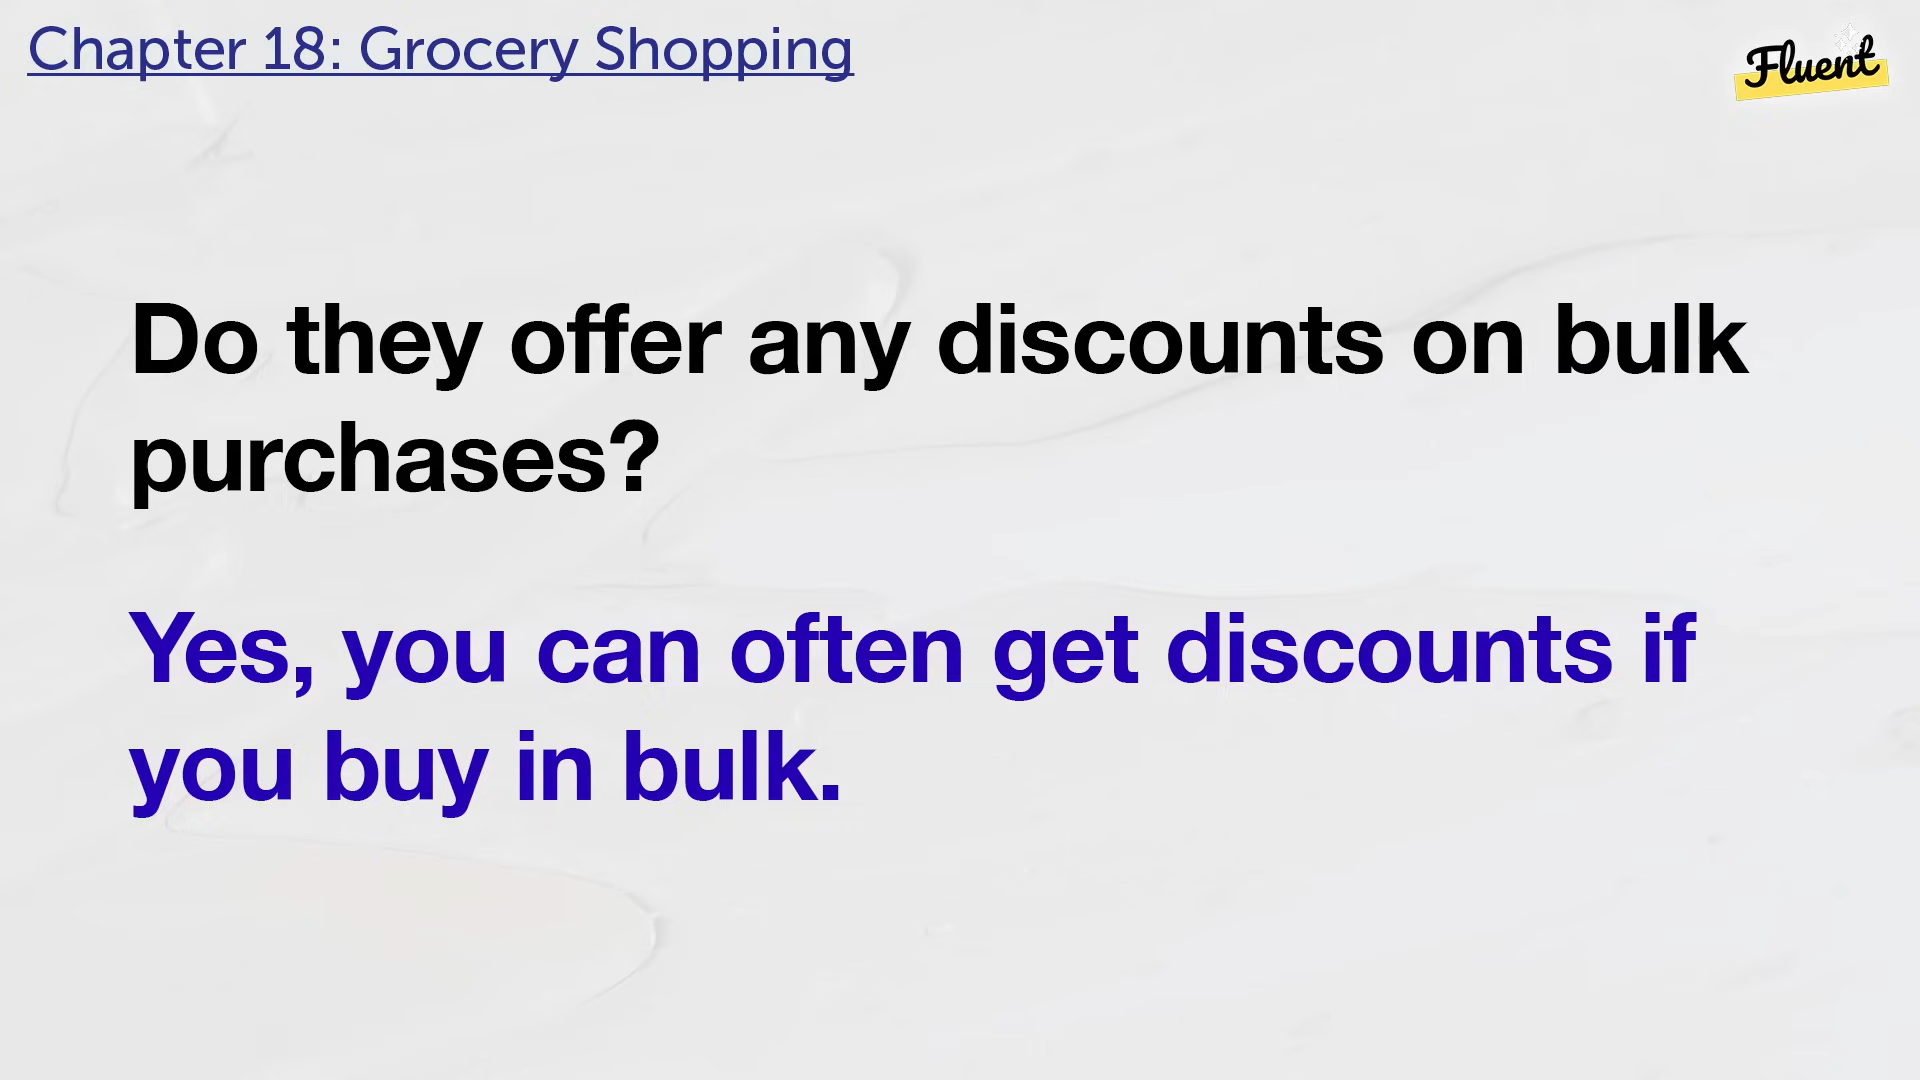 Chapter 18: Grocery Shopping
Fluent
Do they offer any discounts on bulk
purchases?
Yes, you can often get discounts if
you buy in bulk.